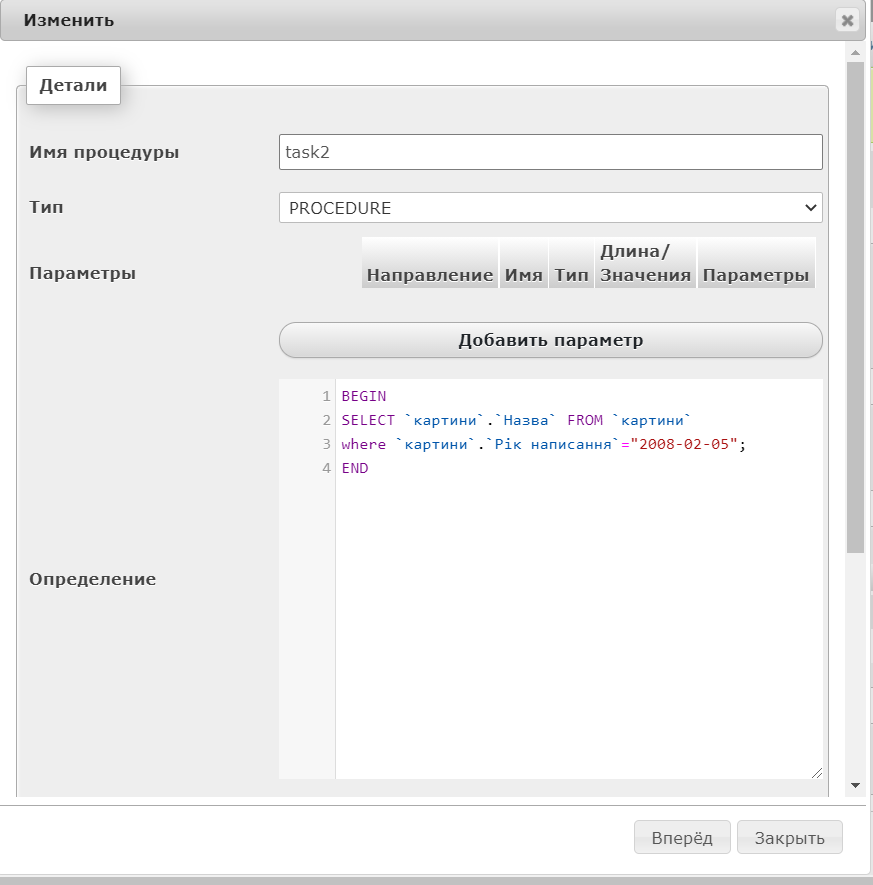 Изменить
Детали
Имя процедуры
task2
Тип
PROCEDURE
Параметры
Направление Имя Тип Длина/
Значения Параметры
Добавить параметр
1 BEGIN
2 SELECT `картини`.`Назва` FROM `картини`
3 where `картини`.`Рік написання`="2008-02-05";
4 END
Определение
Вперёд
Закрыть